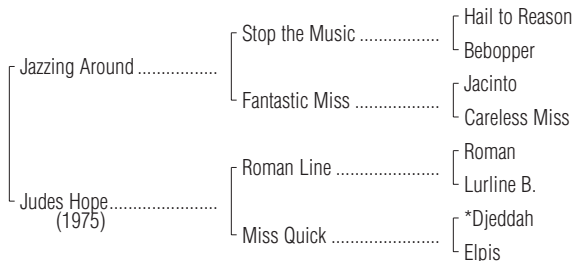 Hail to Reason
Stop the Music ..................
Bebopper
Jazzing Around ..................
Jacinto
Fantastic Miss ...................
Careless Miss
Roman
Roman Line .......................
Lurline B.
Judes Hope........................
(1975)
*Djeddah
Miss Quick ........................
Elpis